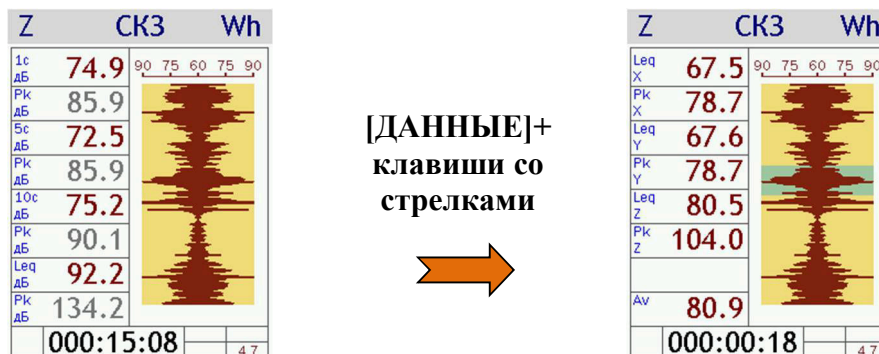 Z СКЗ Wh
1с дБ 74.9
90 75 60 75 90
Pk дБ 85.9
5с дБ 72.5
Pk дБ 85.9
10с дБ 75.2
Pk дБ 90.1
Leq дБ 92.2
Pk дБ 134.2
000:15:08 4.7
[ДАННЫЕ]+
клавиши со
стрелками
Z СКЗ Wh
Leq X 67.5
90 75 60 75 90
Pk X 78.7
Leq Y 67.6
Pk Y 78.7
Leq Z 80.5
Pk Z 104.0
Av 80.9
000:00:18 4.7